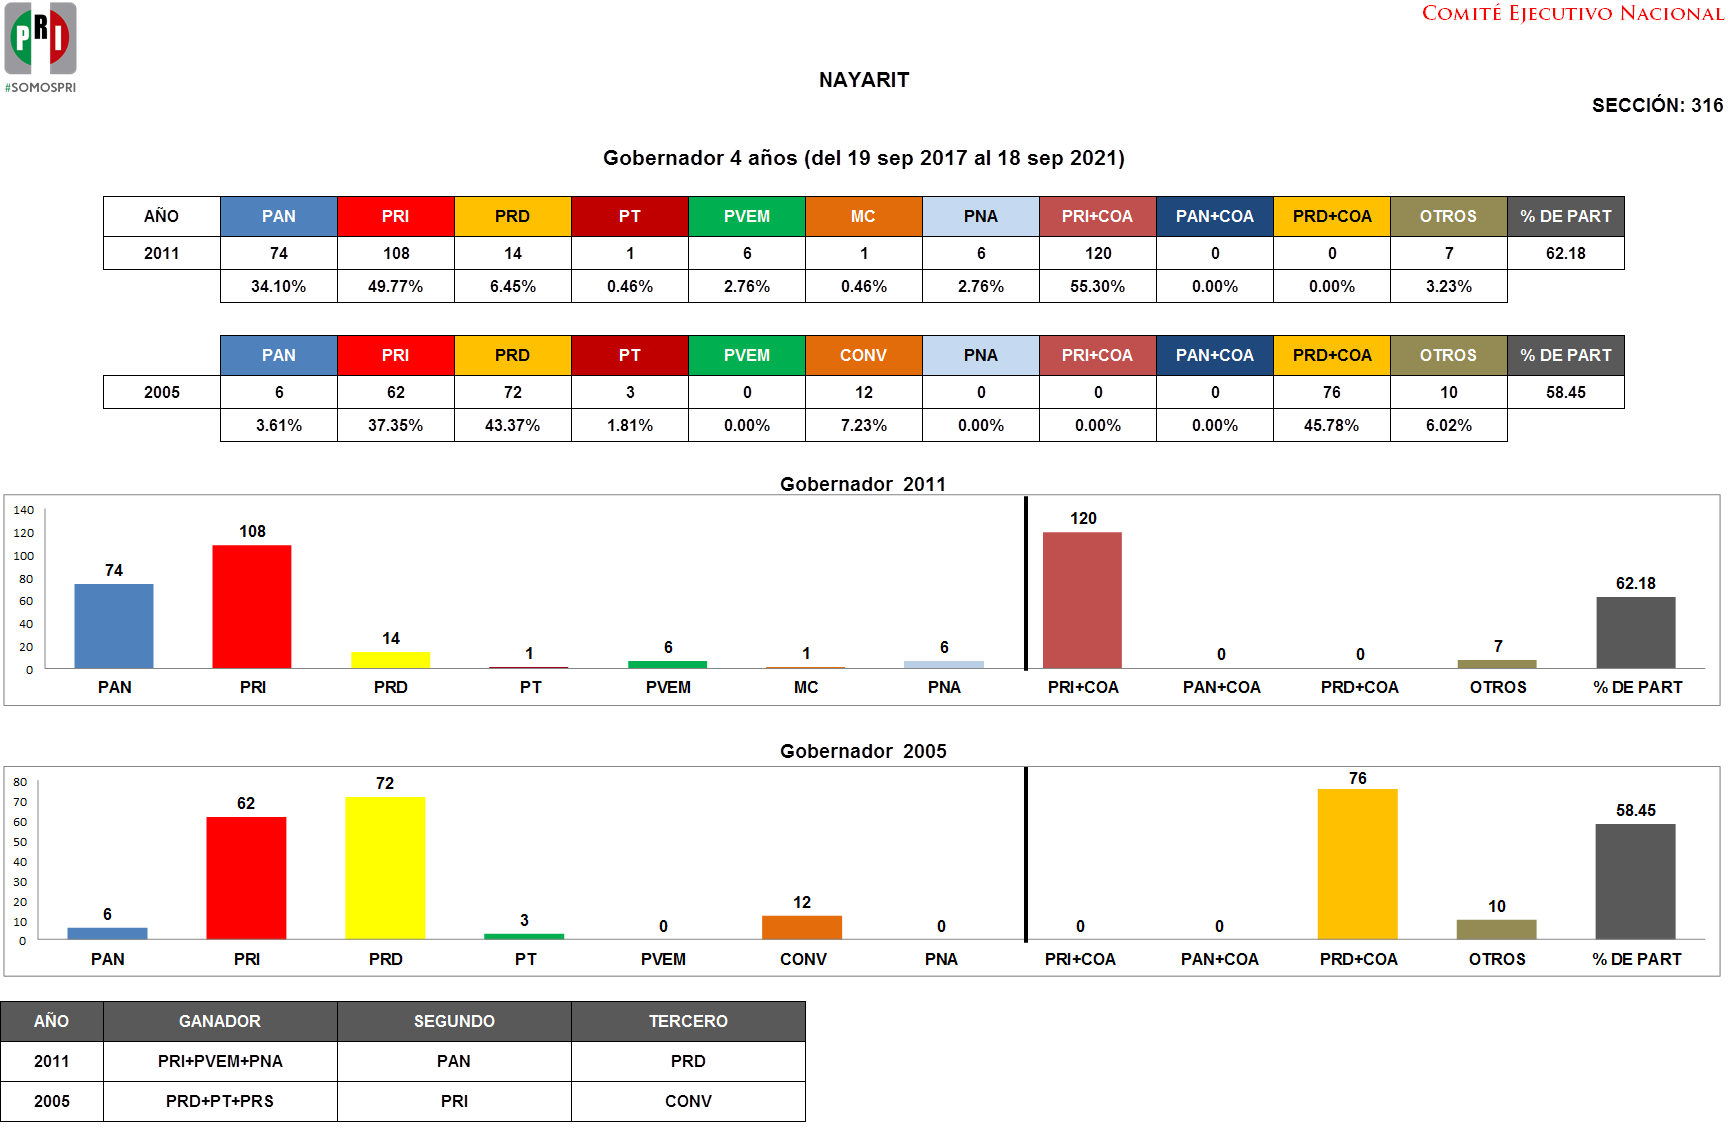 PRI
#SOMOSPRI
COMITÉ EJECUTIVO NACIONAL
NAYARIT
SECCIÓN: 316
Gobernador 4 años (del 19 sep 2017 al 18 sep 2021)
AÑO PAN PRI PRD PT PVEM MC PNA PRI+COA PAN+COA PRD+COA OTROS % DE PART
2011 74 108 14 1 6 1 6 120 0 0 7 62.18
34.10% 49.77% 6.45% 0.46% 2.76% 0.46% 2.76% 55.30% 0.00% 0.00% 3.23%
PAN PRI PRD PT PVEM CONV PNA PRI+COA PAN+COA PRD+COA OTROS % DE PART
2005 6 62 72 3 0 12 0 0 0 76 10 58.45
3.61% 37.35% 43.37% 1.81% 0.00% 7.23% 0.00% 0.00% 0.00% 45.78% 6.02%
Gobernador 2011
140
120
100
80
60
40
20
0
74 108 14 1 6 1 6 120 0 0 7 62.18
PAN PRI PRD PT PVEM MC PNA PRI+COA PAN+COA PRD+COA OTROS % DE PART
Gobernador 2005
80
70
60
50
40
30
20
10
0
6 62 72 3 0 12 0 0 0 76 10 58.45
PAN PRI PRD PT PVEM CONV PNA PRI+COA PAN+COA PRD+COA OTROS % DE PART
AÑO GANADOR SEGUNDO TERCERO
2011 PRI+PVEM+PNA PAN PRD
2005 PRD+PT+PRS PRI CONV